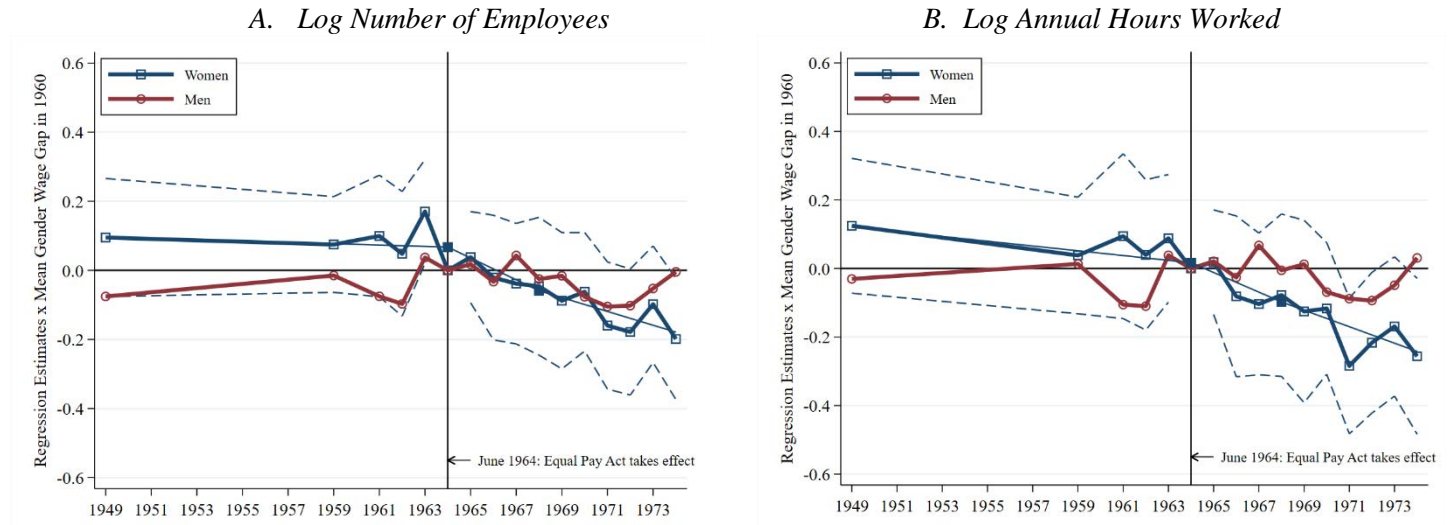 A. Log Number of Employees
Regression Estimates x Mean Gender Wage Gap in 1960
0.6
0.4
0.2
0.0
-0.2
-0.4
-0.6
Women
Men
June 1964: Equal Pay Act takes effect
1949 1951 1953 1955 1957 1959 1961 1963 1965 1967 1969 1971 1973
B. Log Annual Hours Worked
Regression Estimates x Mean Gender Wage Gap in 1960
0.6
0.4
0.2
0.0
-0.2
-0.4
-0.6
Women
Men
June 1964: Equal Pay Act takes effect
1949 1951 1953 1955 1957 1959 1961 1963 1965 1967 1969 1971 1973